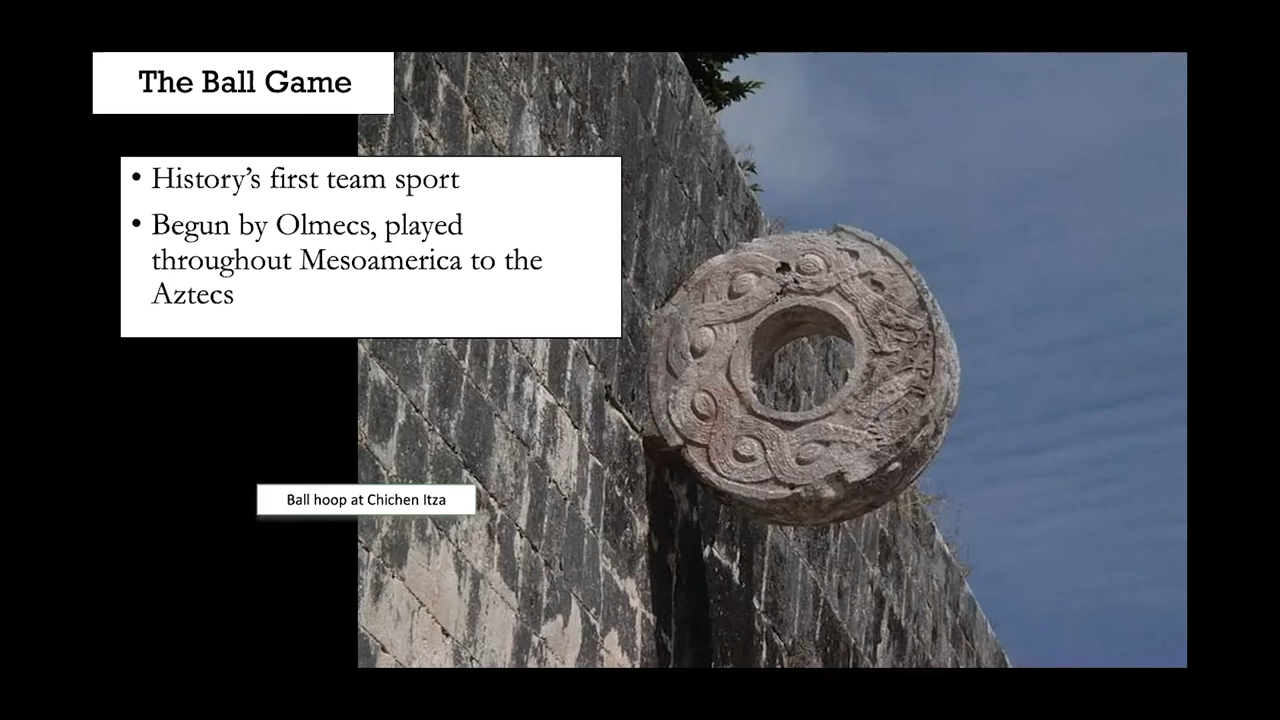 The Ball Game
• History’s first team sport
• Begun by Olmecs, played
throughout Mesoamerica to the
Aztecs
Ball hoop at Chichen Itza